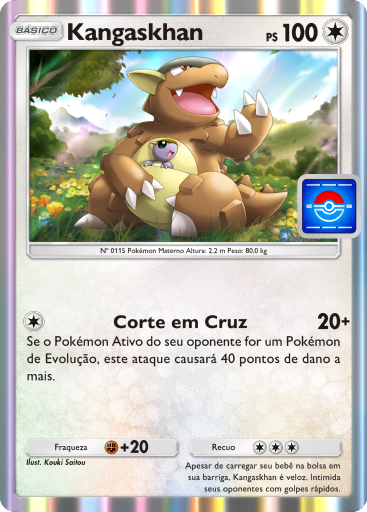 BÁSICO Kangaskhan PS 100
Nº 0115 Pokémon Materno Altura: 2,2 m Peso: 80,0 kg
Corte em Cruz 20+
Se o Pokémon Ativo do seu oponente for um Pokémon
de Evolução, este ataque causará 40 pontos de dano a
mais.
Fraqueza +20 Recuo
Ilust. Kouki Saitou
Apesar de carregar seu bebê na bolsa em
sua barriga, Kangaskhan é veloz. Intimida
seus oponentes com golpes rápidos.